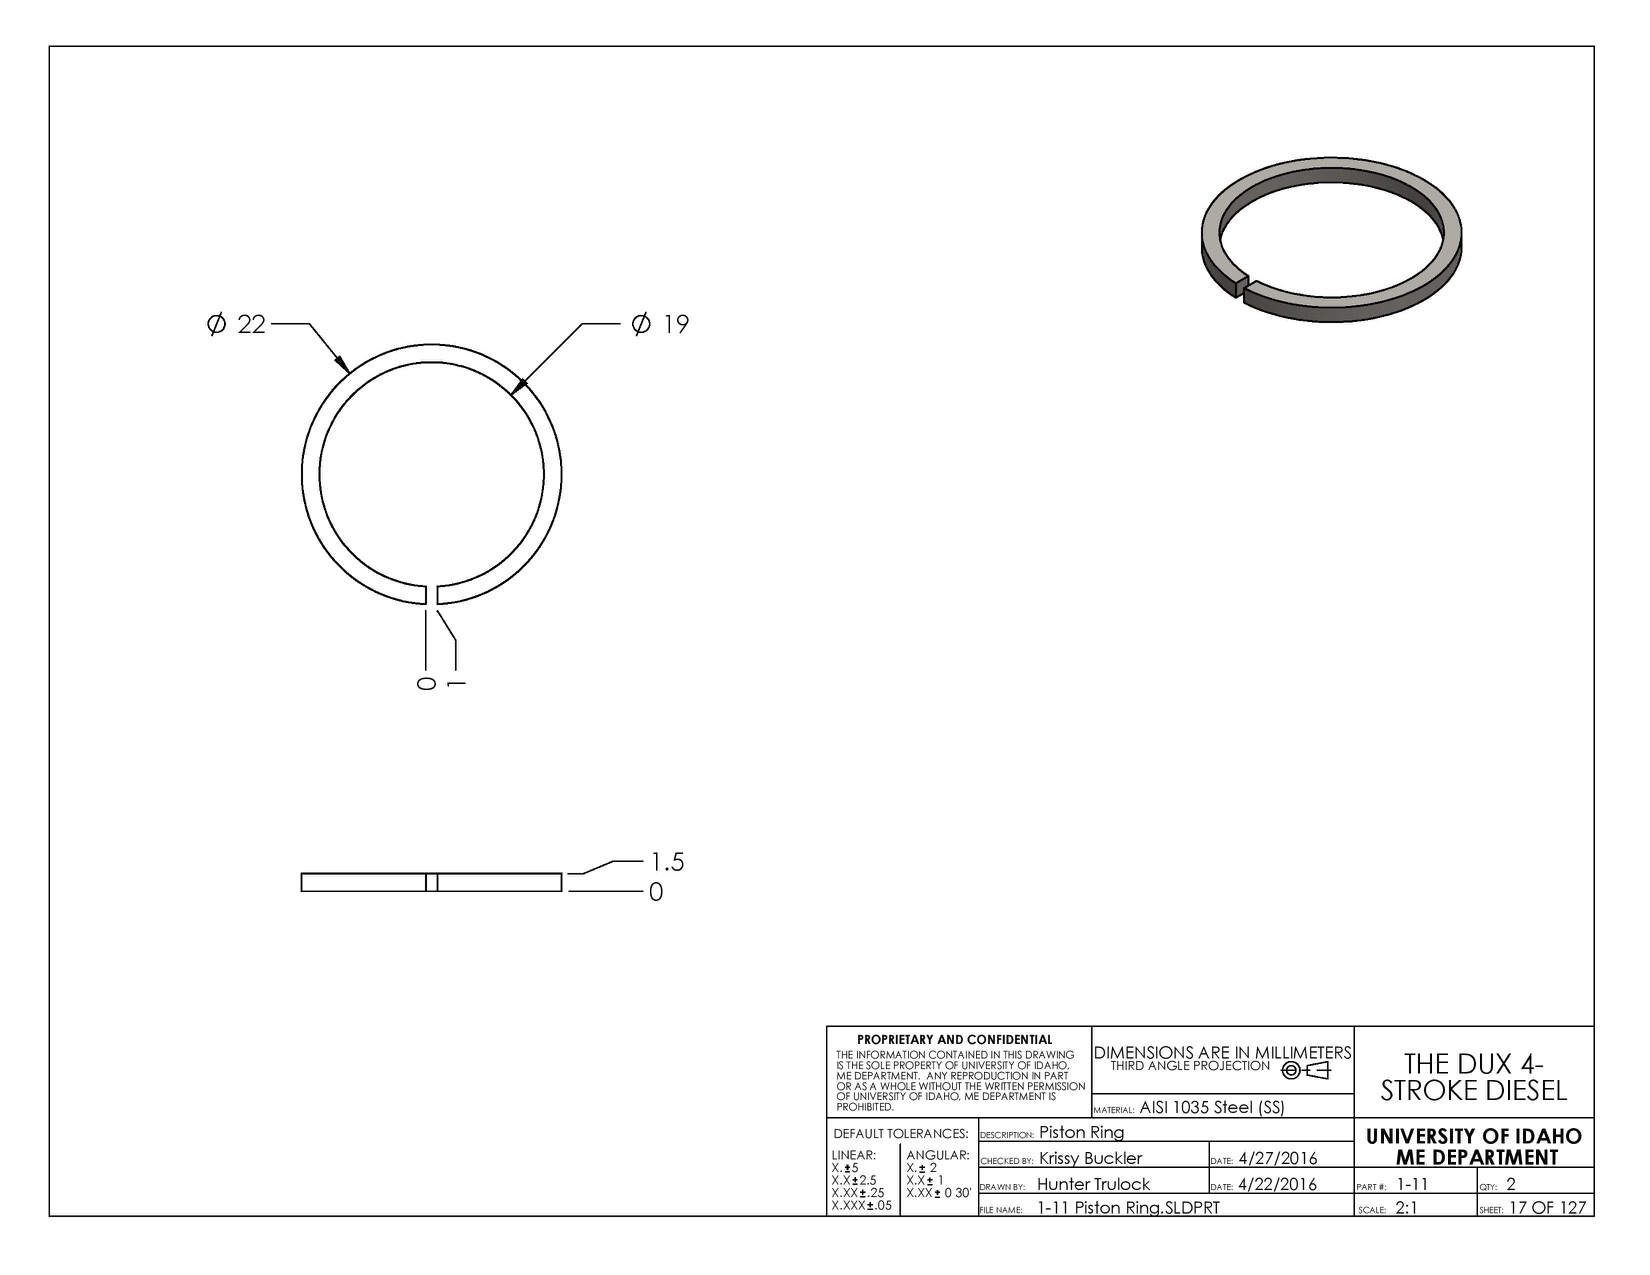 Ø 22
Ø 19
0
1
1.5
0
PROPRIETARY AND CONFIDENTIAL
THE INFORMATION CONTAINED IN THIS DRAWING
IS THE SOLE PROPERTY OF UNIVERSITY OF IDAHO,
ME DEPARTMENT. ANY REPRODUCTION IN PART
OR AS A WHOLE WITHOUT THE WRITTEN PERMISSION
OF UNIVERSITY OF IDAHO, ME DEPARTMENT IS
PROHIBITED.
DIMENSIONS ARE IN MILLIMETERS
THIRD ANGLE PROJECTION
MATERIAL: AISI 1035 Steel (SS)
THE DUX 4-
STROKE DIESEL
DEFAULT TOLERANCES:
LINEAR:
X.±5
X.X±2.5
X.XX±.25
X.XXX±.05
ANGULAR:
X.± 2
X.X± 1
X.XX± 0 30'
DESCRIPTION: Piston Ring
CHECKED BY: Krissy Buckler
DATE: 4/27/2016
DRAWN BY: Hunter Trulock
DATE: 4/22/2016
FILE NAME: 1-11 Piston Ring.SLDPRT
UNIVERSITY OF IDAHO
ME DEPARTMENT
PART #: 1-11
QTY: 2
SCALE: 2:1
SHEET: 17 OF 127